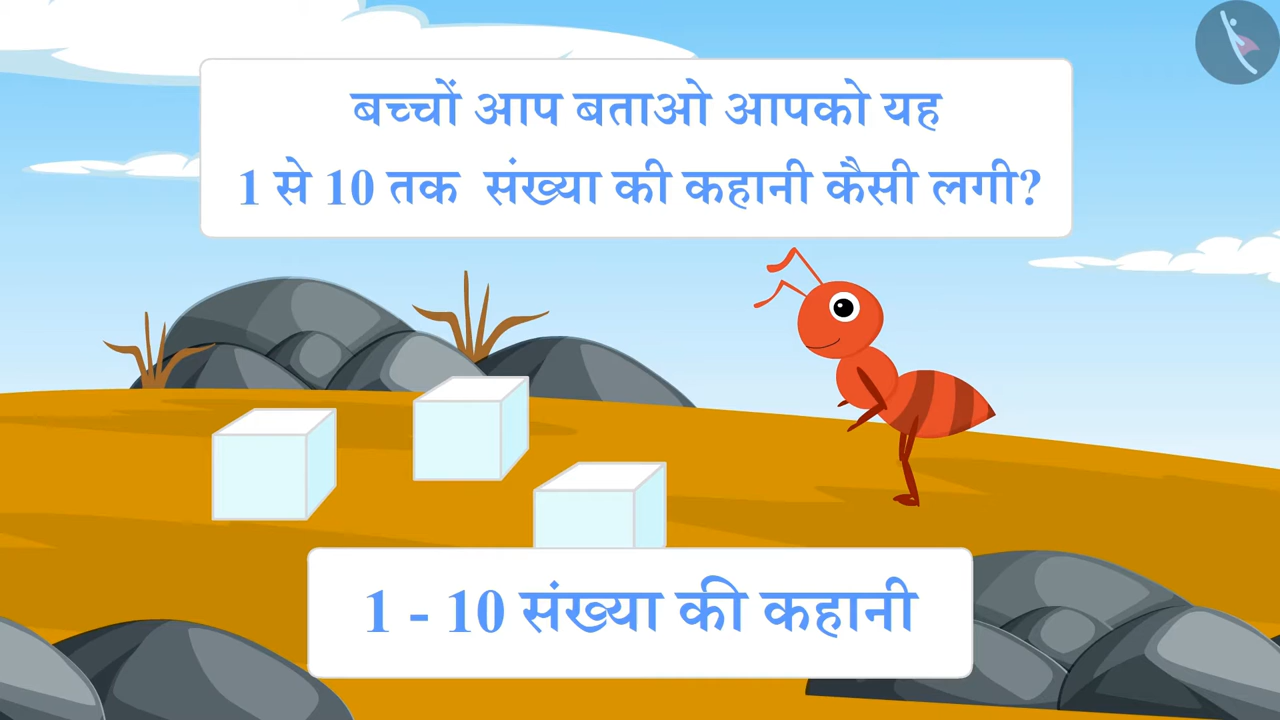 बच्चों आप बताओ आपको यह
1 से 10 तक संख्या की कहानी कैसी लगी?
1 - 10 संख्या की कहानी